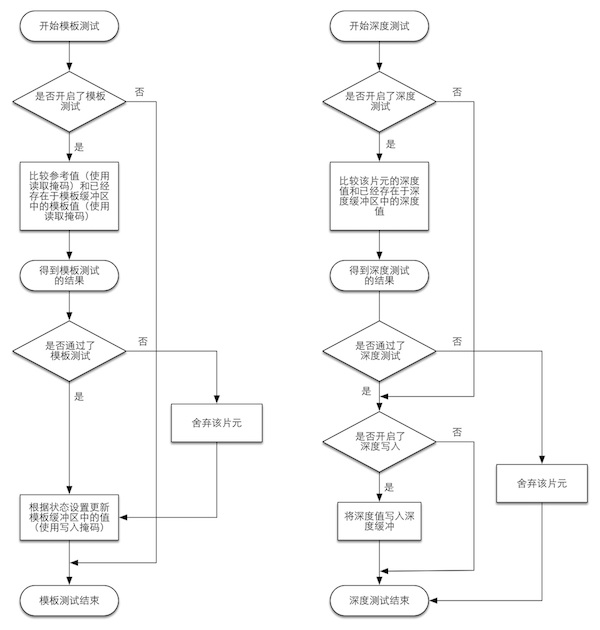 开始模板测试
是否开启了模板
测试
否
是
比较参考值（使用
读取掩码）和已经
存在于模板缓冲区
中的模板值（使用
读取掩码）
得到模板测试
的结果
是否通过了
模板测试
否
是
舍弃该片元
根据状态设置更新
模板缓冲区中的值
（使用写入掩码）
模板测试结束
开始深度测试
是否开启了深度
测试
否
是
比较该片元的深度
值和已经存在于深
度缓冲区中的深度
值
得到深度测试
的结果
是否通过了
深度测试
否
是
是否开启了
深度写入
否
是
舍弃该片元
将深度值写入深
度缓冲
深度测试结束